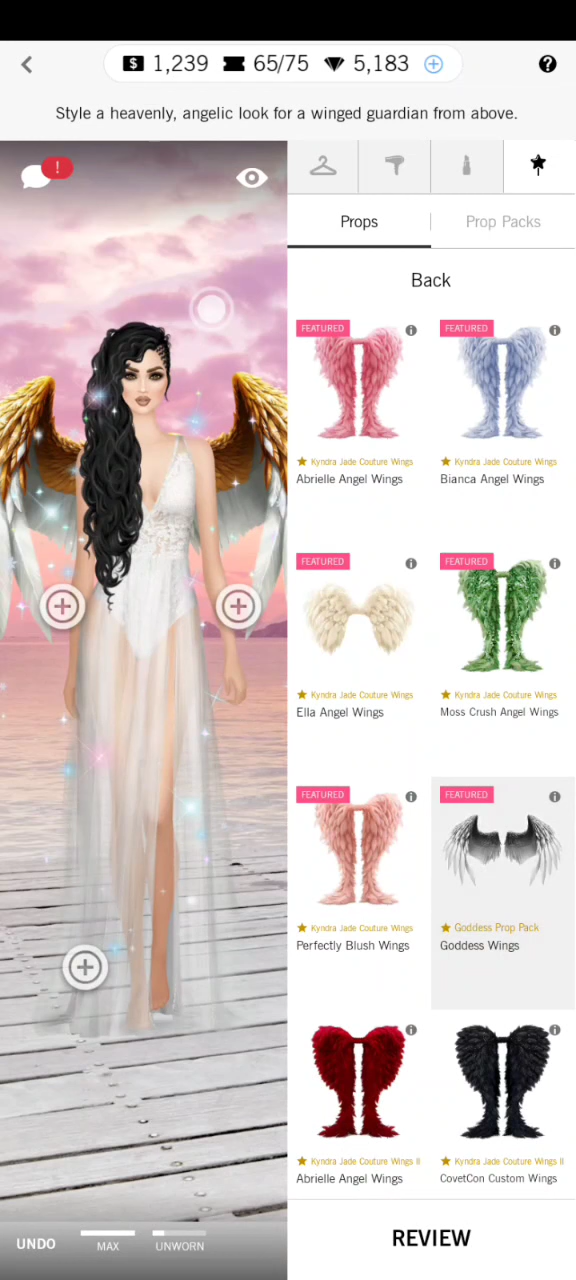 1,239 65/75 5,183
Style a heavenly, angelic look for a winged guardian from above.
!
Props
Prop Packs
Back
FEATURED
Kyndra Jade Couture Wings
Abrielle Angel Wings
FEATURED
Kyndra Jade Couture Wings
Bianca Angel Wings
FEATURED
Kyndra Jade Couture Wings
Ella Angel Wings
FEATURED
Kyndra Jade Couture Wings
Moss Crush Angel Wings
FEATURED
Kyndra Jade Couture Wings
Perfectly Blush Wings
FEATURED
Goddess Prop Pack
Goddess Wings
Kyndra Jade Couture Wings II
Abrielle Angel Wings
Kyndra Jade Couture Wings II
CovetCon Custom Wings
UNDO
MAX
UNWORN
REVIEW